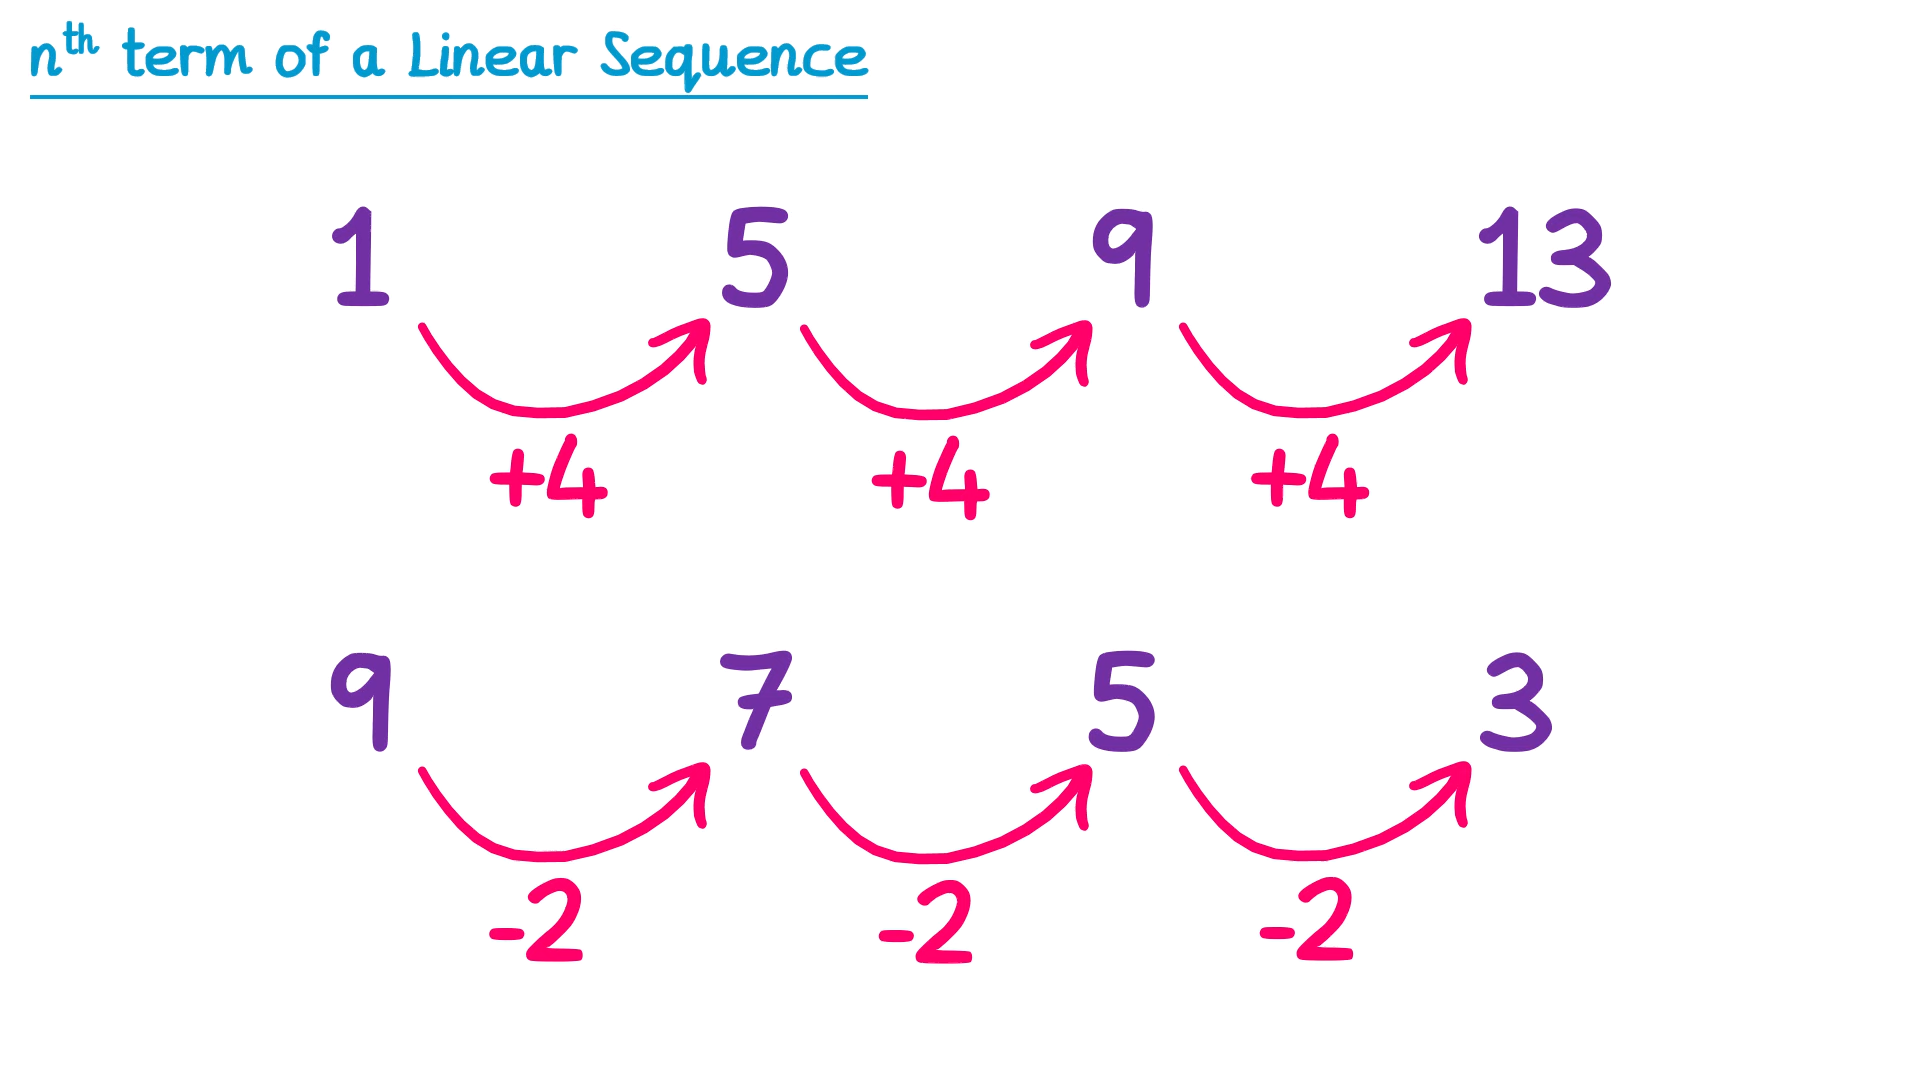 nth term of a Linear Sequence
1 5 9 13
+4 +4 +4
9 7 5 3
-2 -2 -2